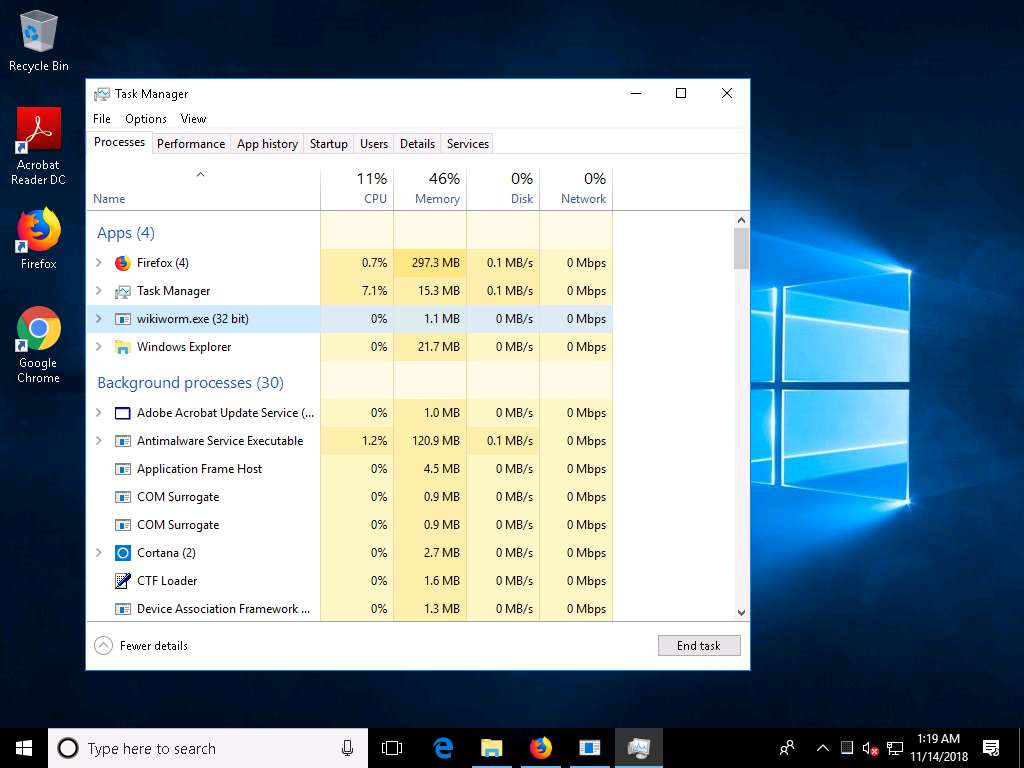 Recycle Bin
Acrobat
Reader DC
Firefox
Google
Chrome
Task Manager
File Options View
Processes Performance App history Startup Users Details Services
11% 46% 0% 0%
Name CPU Memory Disk Network
Apps (4)
Firefox (4) 0.7% 297.3 MB 0.1 MB/s 0 Mbps
Task Manager 7.1% 15.3 MB 0.1 MB/s 0 Mbps
wikiworm.exe (32 bit) 0% 1.1 MB 0 MB/s 0 Mbps
Windows Explorer 0% 21.7 MB 0 MB/s 0 Mbps
Background processes (30)
Adobe Acrobat Update Service (... 0% 1.0 MB 0 MB/s 0 Mbps
Antimalware Service Executable 1.2% 120.9 MB 0.1 MB/s 0 Mbps
Application Frame Host 0% 4.5 MB 0 MB/s 0 Mbps
COM Surrogate 0% 0.9 MB 0 MB/s 0 Mbps
COM Surrogate 0% 0.9 MB 0 MB/s 0 Mbps
Cortana (2) 0% 2.7 MB 0 MB/s 0 Mbps
CTF Loader 0% 1.6 MB 0 MB/s 0 Mbps
Device Association Framework ... 0% 1.3 MB 0 MB/s 0 Mbps
Fewer details End task
Type here to search
1:19 AM
11/14/2018